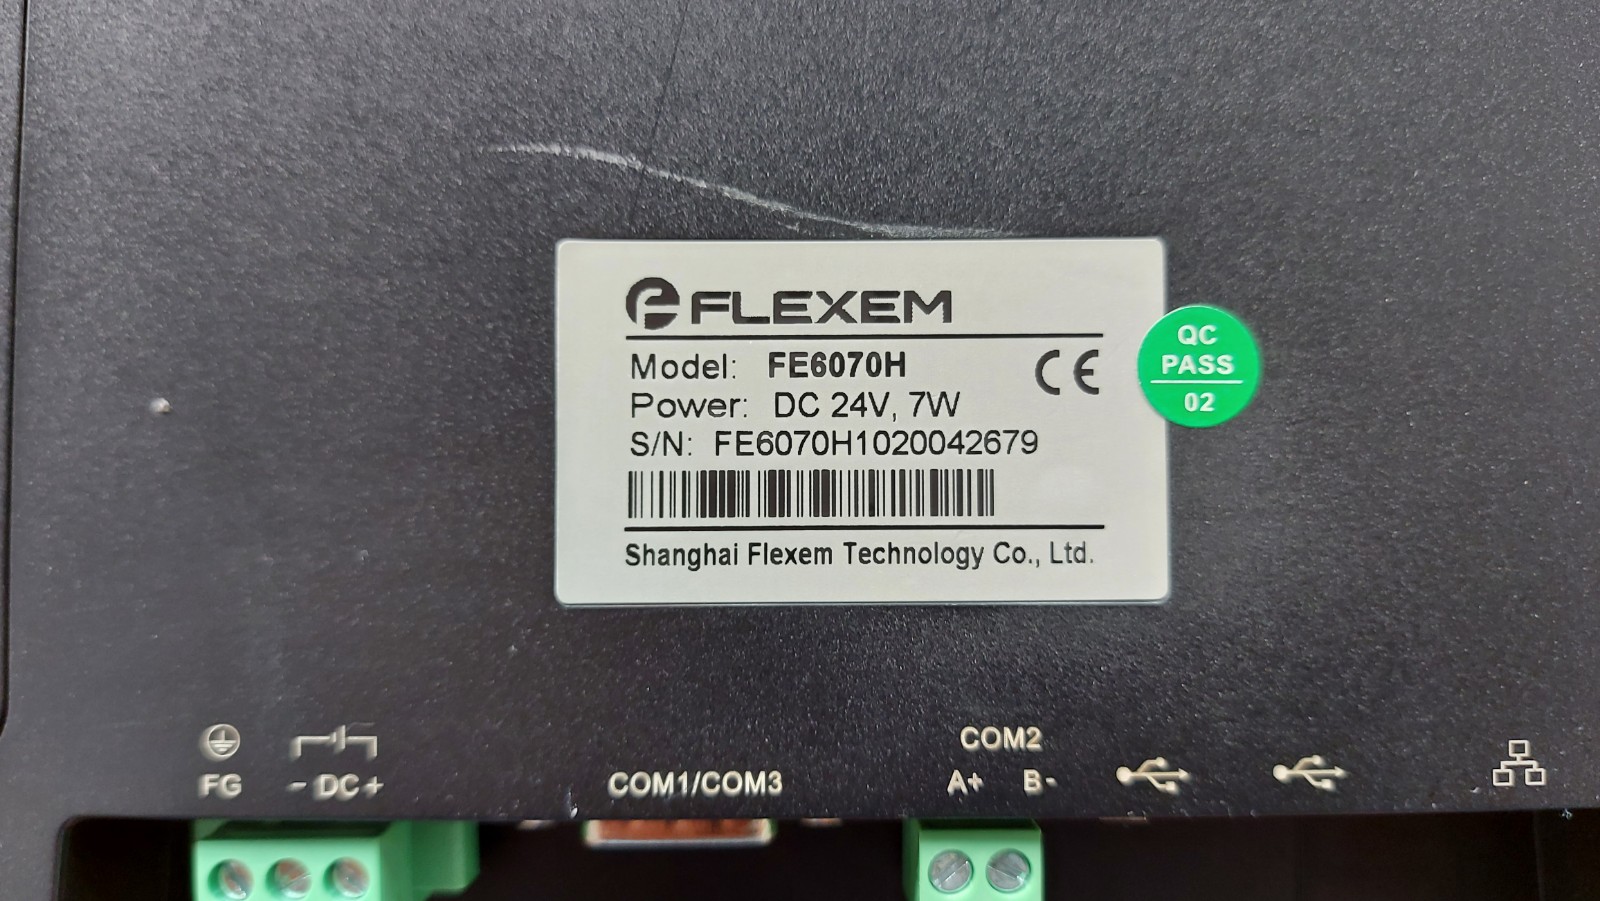 FLEXEM
Model: FE6070H
CE
Power: DC 24V, 7W
S/N: FE6070H1020042679
Shanghai Flexem Technology Co., Ltd.
QC
PASS
02
FG
- DC +
COM1/COM3
COM2
A+ B-